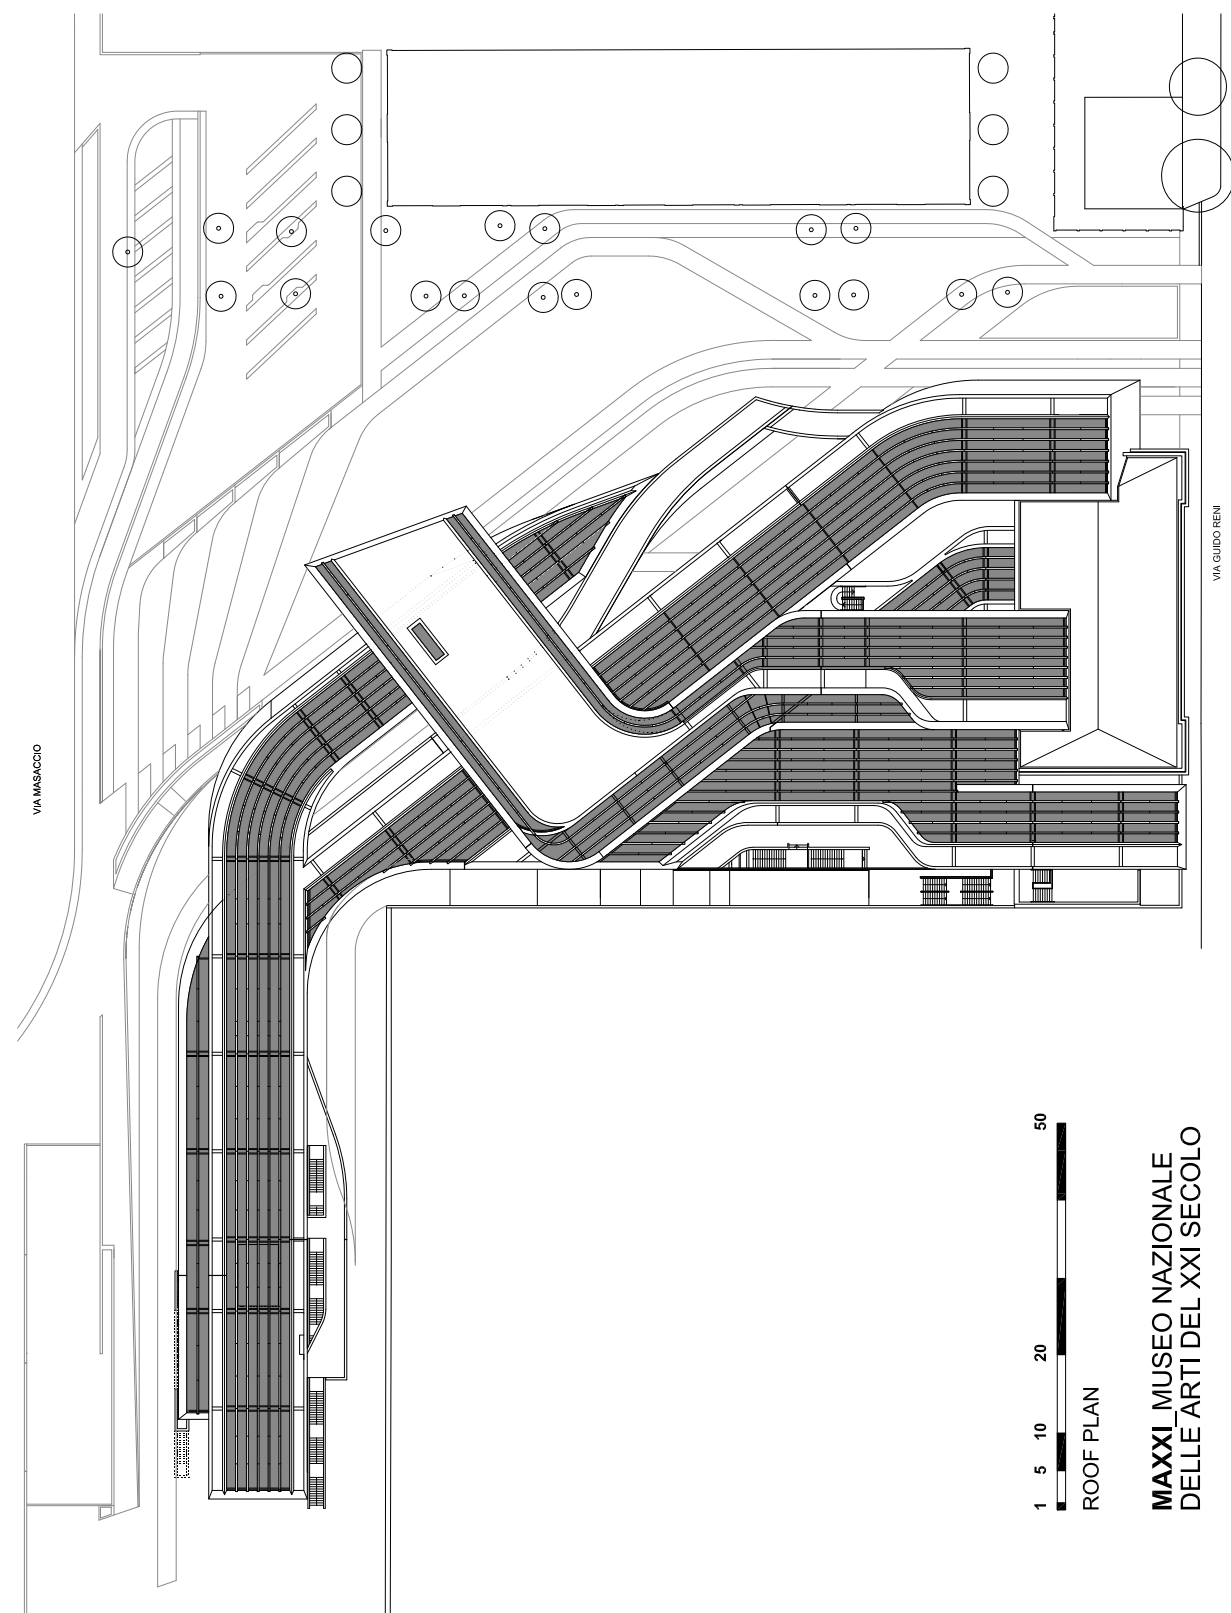 VIA MASACCIO
VIA GUIDO RENI
1 5 10 20 50
ROOF PLAN
MAXXI_MUSEO NAZIONALE
DELLE ARTI DEL XXI SECOLO